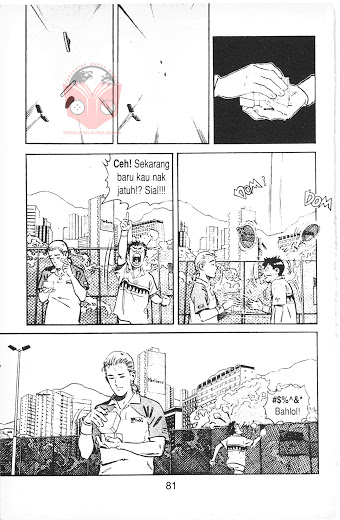 Ceh! Sekarang
baru kau nak
jatuh!? Sial!!!!
DOM!
DOM
#$%^&*
Bahlol!
81